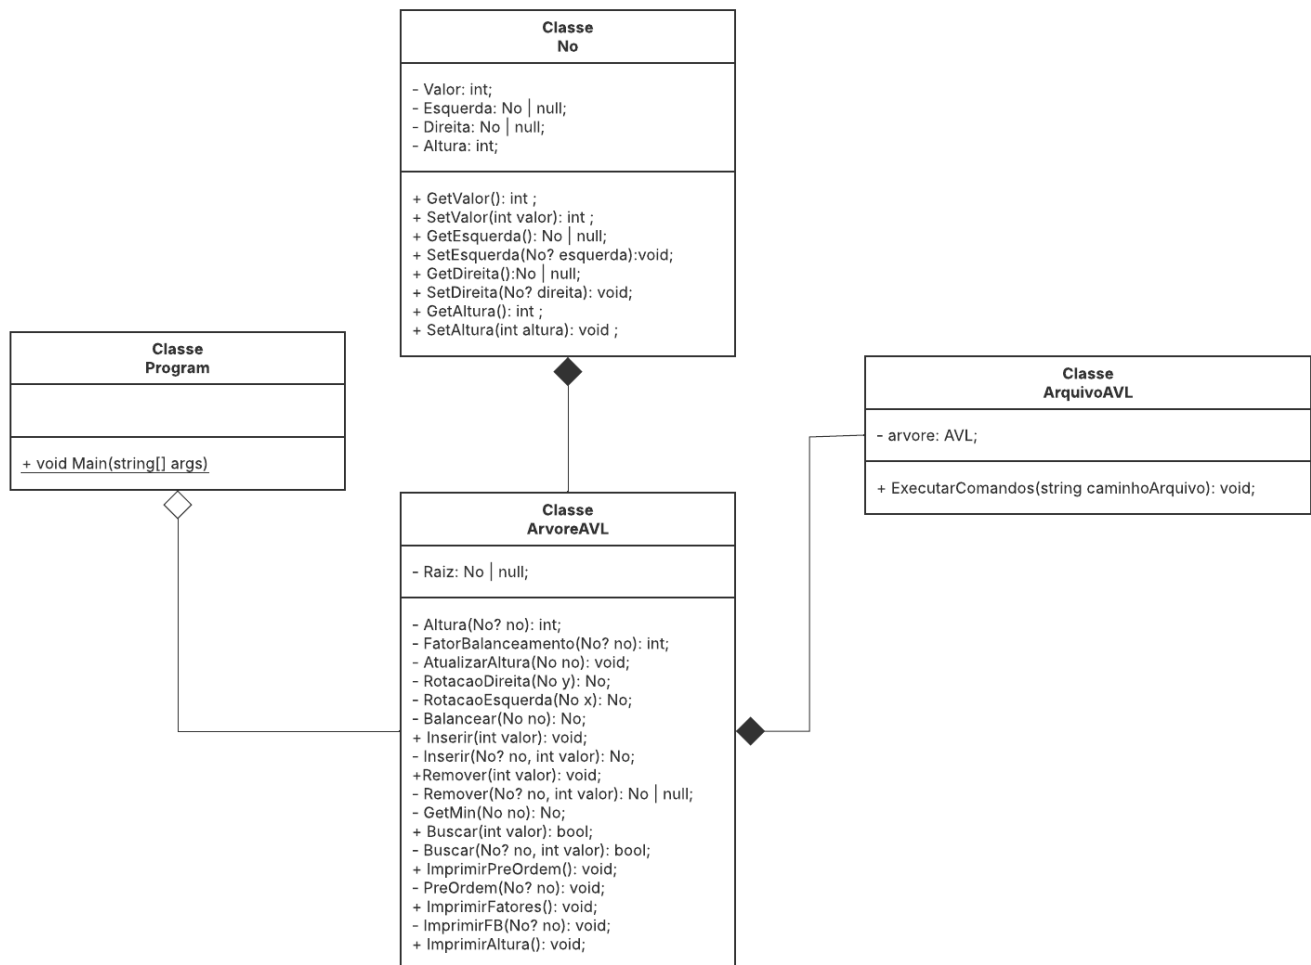 Classe
No
- Valor: int;
- Esquerda: No | null;
- Direita: No | null;
- Altura: int;
+ GetValor(): int ;
+ SetValor(int valor): int ;
+ GetEsquerda(): No | null;
+ SetEsquerda(No? esquerda):void;
+ GetDireita():No | null;
+ SetDireita(No? direita): void;
+ GetAltura(): int ;
+ SetAltura(int altura): void ;
Classe
Program
+ void Main(string[] args)
Classe
ArquivoAVL
- arvore: AVL;
+ ExecutarComandos(string caminhoArquivo): void;
Classe
ArvoreAVL
- Raiz: No | null;
- Altura(No? no): int;
- FatorBalanceamento(No? no): int;
- AtualizarAltura(No no): void;
- RotacaoDireita(No y): No;
- RotacaoEsquerda(No x): No;
- Balancear(No no): No;
+ Inserir(int valor): void;
- Inserir(No? no, int valor): No;
+Remover(int valor): void;
- Remover(No? no, int valor): No | null;
- GetMin(No no): No;
+ Buscar(int valor): bool;
- Buscar(No? no, int valor): bool;
+ ImprimirPreOrdem(): void;
- PreOrdem(No? no): void;
+ ImprimirFatores(): void;
- ImprimirFB(No? no): void;
+ ImprimirAltura(): void;